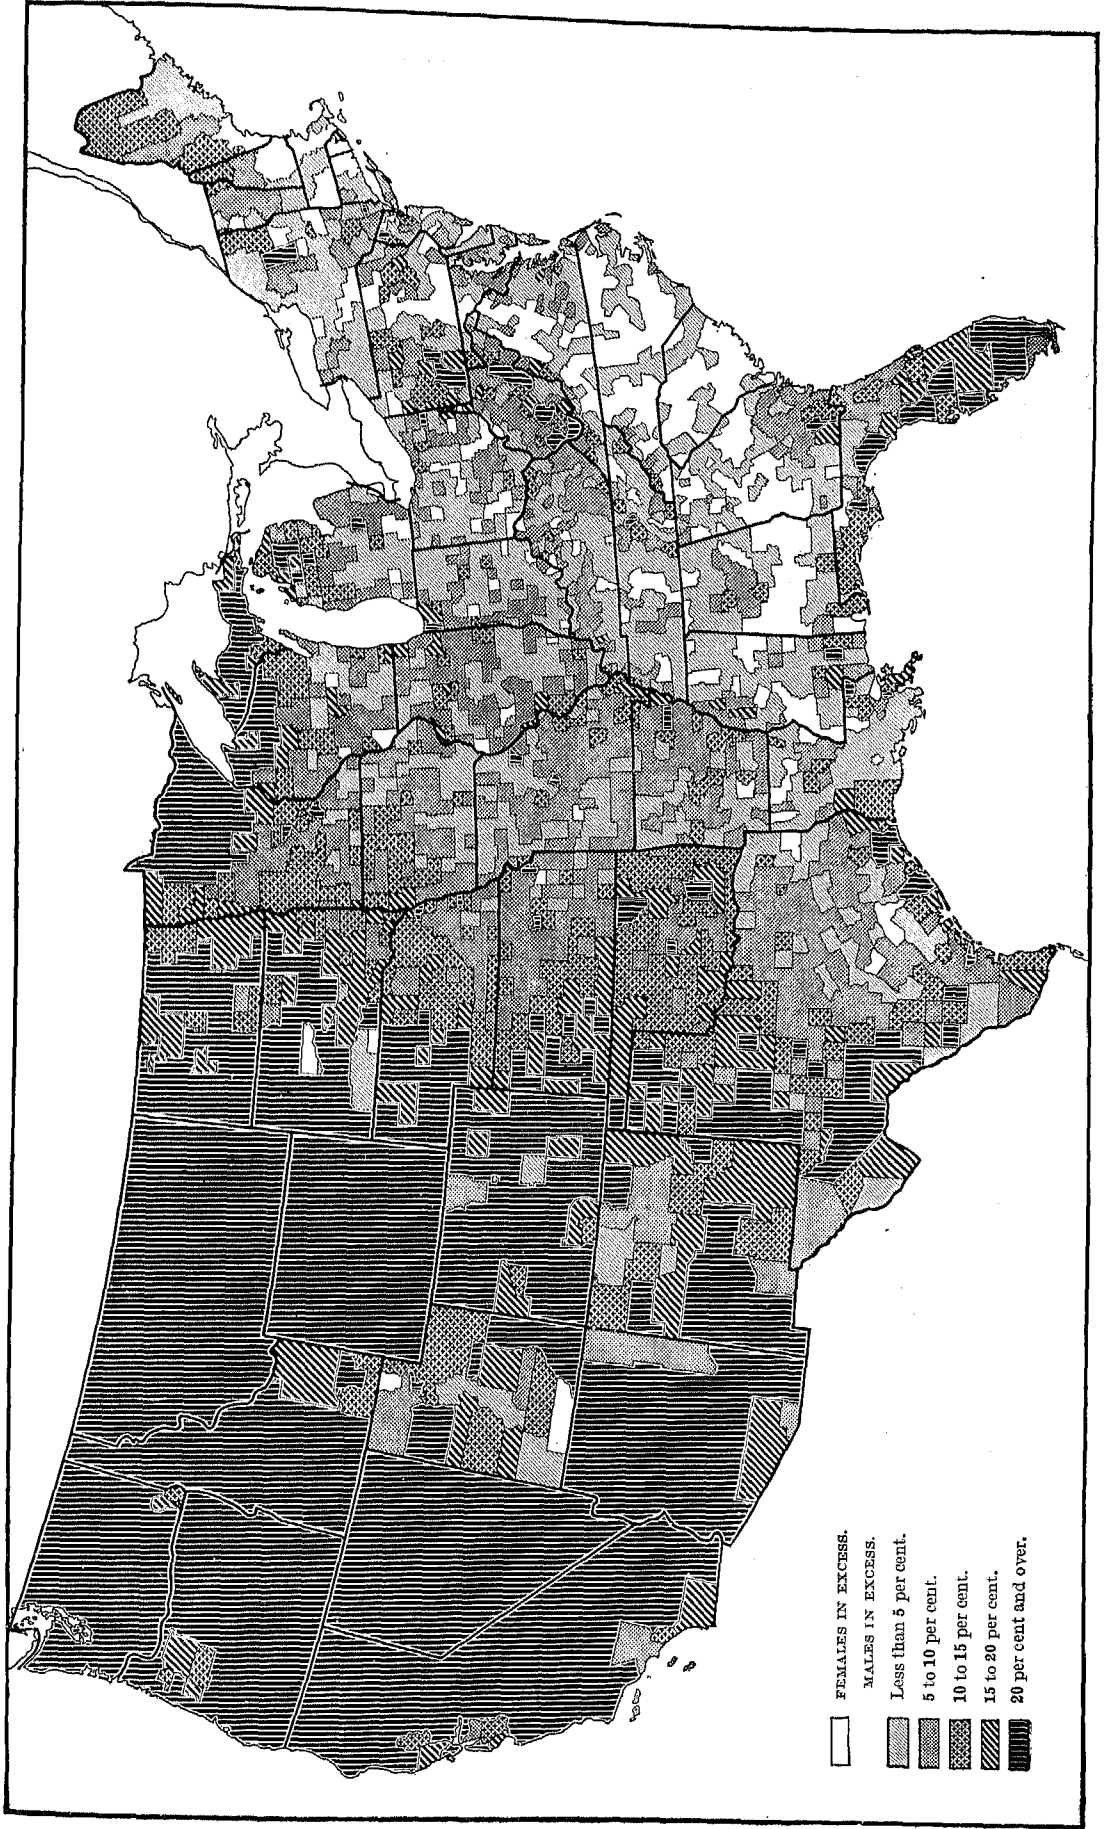 FEMALES IN EXCESS.
MALES IN EXCESS.
Less than 5 per cent.
5 to 10 per cent.
10 to 15 per cent.
15 to 20 per cent.
20 per cent and over.